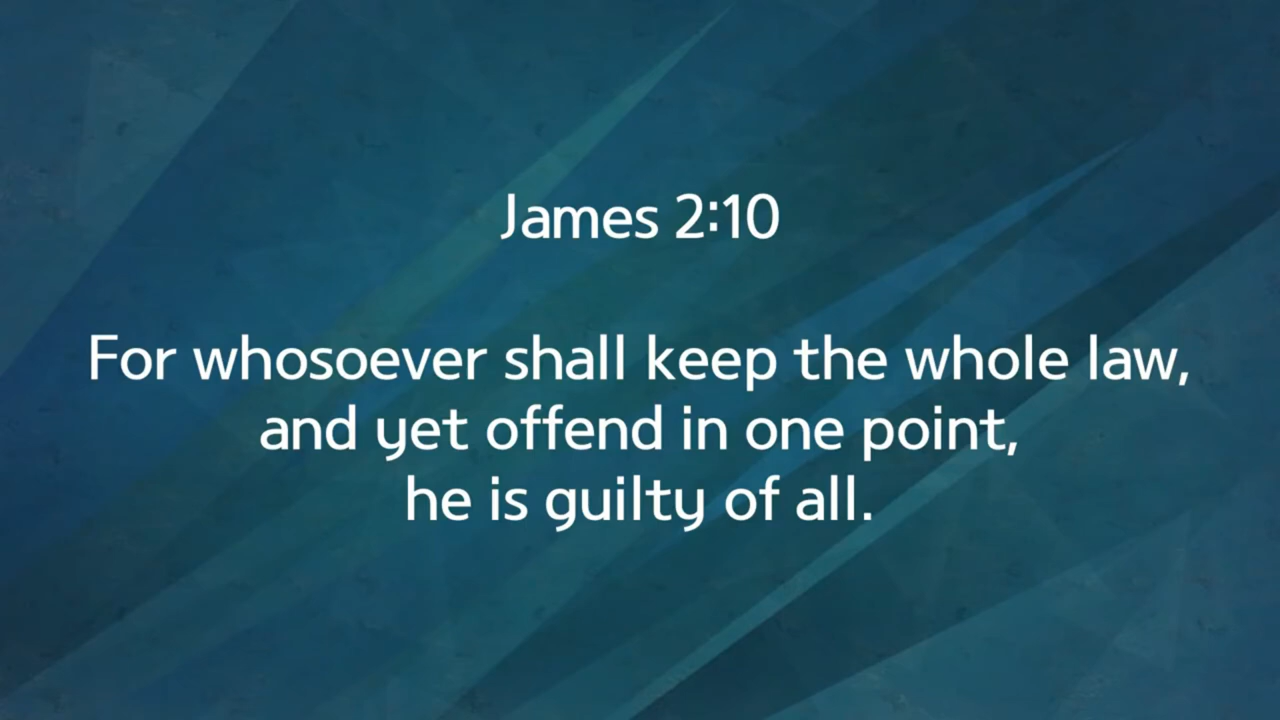 James 2:10
For whosoever shall keep the whole law,
and yet offend in one point,
he is guilty of all.